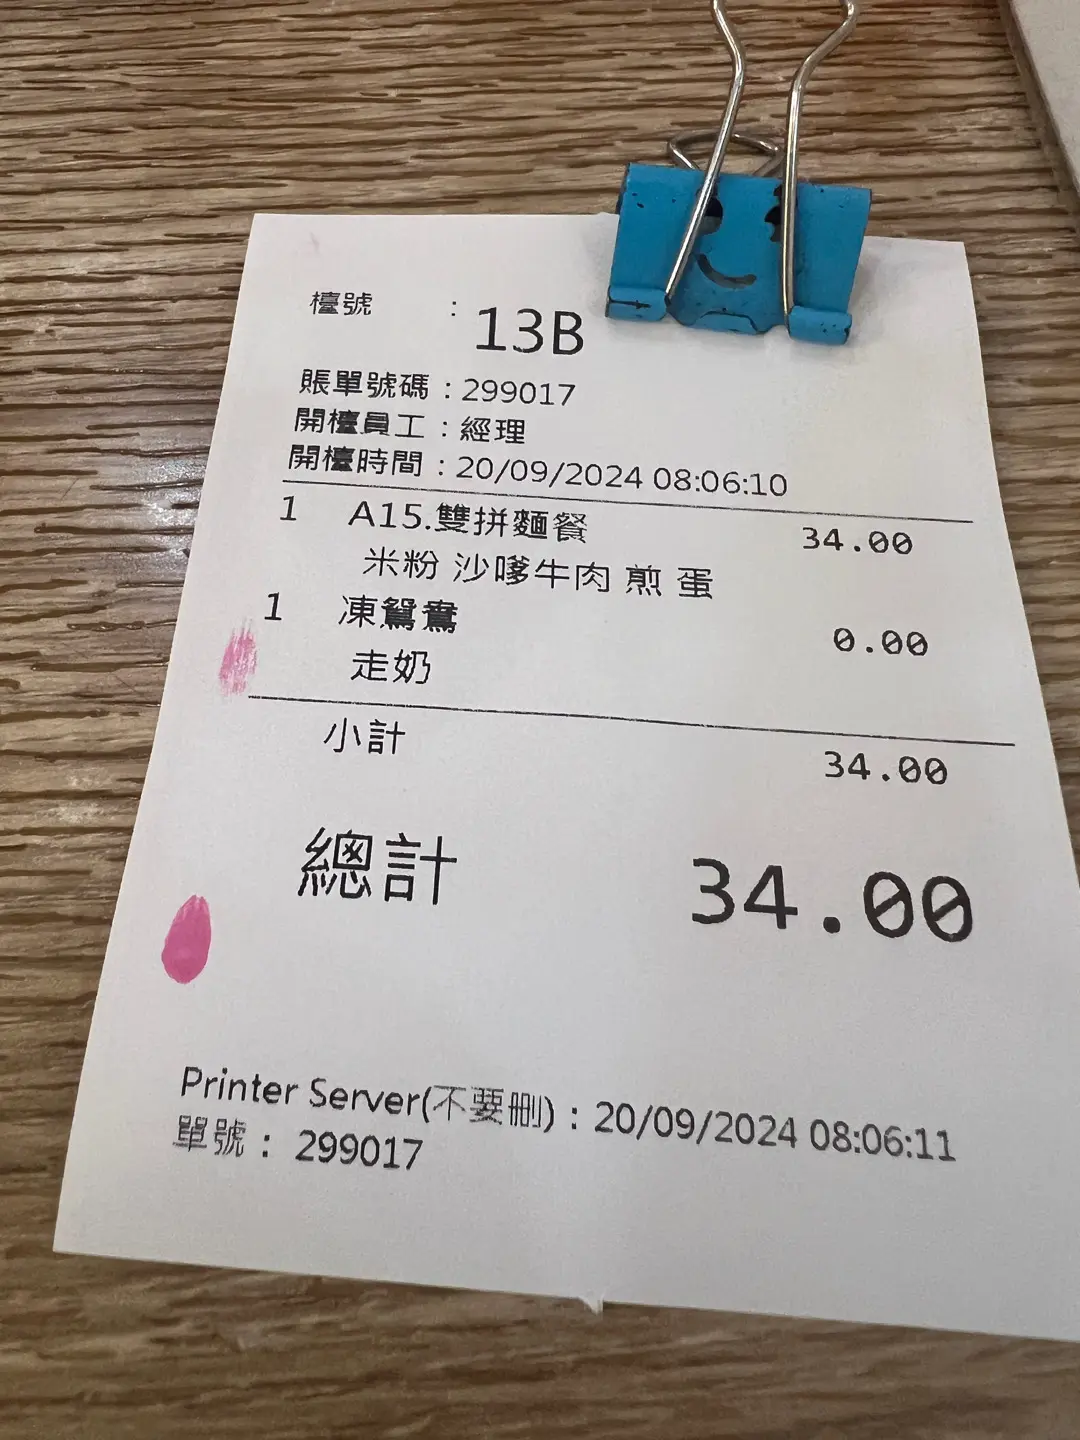 檯號 : 13B
賬單號碼 : 299017
開檯員工 : 經理
開檯時間 : 20/09/2024 08:06:10
1 A15.雙拼麵餐 34.00
米粉 沙嗲牛肉 煎 蛋
1 凍鴛鴦 0.00
走奶
小計 34.00
總計 34.00
Printer Server(不要刪) : 20/09/2024 08:06:11
單號 : 299017